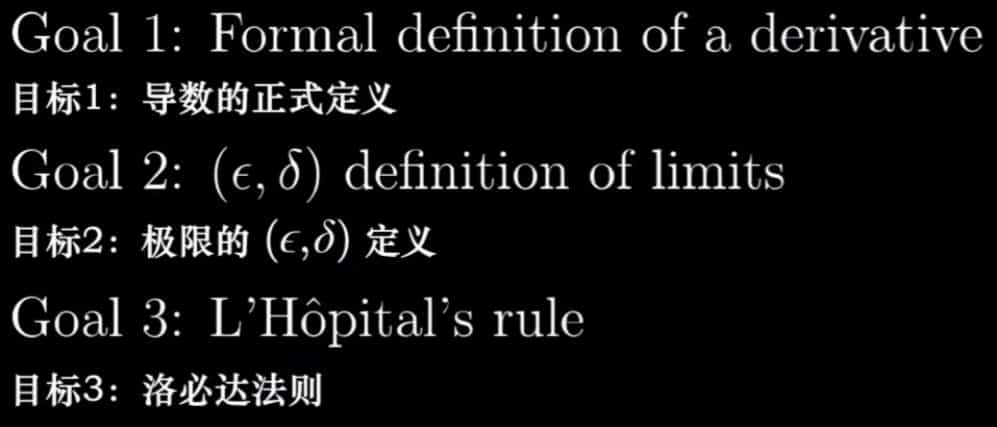 Goal 1: Formal definition of a derivative
目标1：导数的正式定义
Goal 2: (ϵ, δ) definition of limits
目标2：极限的 (ϵ,δ) 定义
Goal 3: L'Hôpital's rule
目标3：洛必达法则